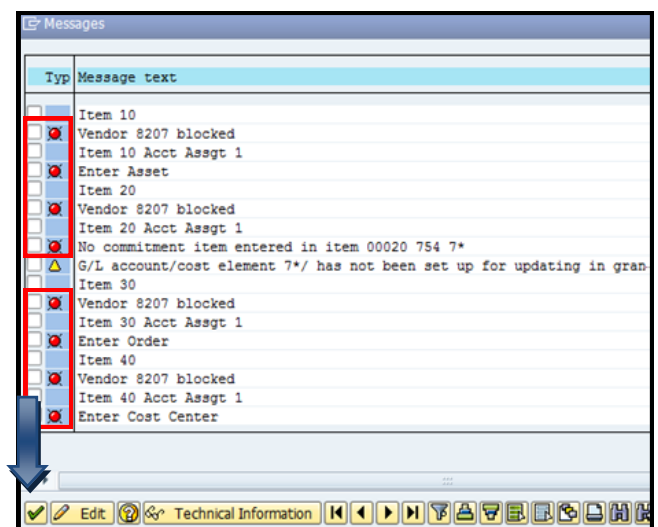 Messages
Typ Message text
Item 10
Vendor 8207 blocked
Item 10 Acct Assgt 1
Enter Asset
Item 20
Vendor 8207 blocked
Item 20 Acct Assgt 1
No commitment item entered in item 00020 754 7*
G/L account/cost element 7*/ has not been set up for updating in gran
Item 30
Vendor 8207 blocked
Item 30 Acct Assgt 1
Enter Order
Item 40
Vendor 8207 blocked
Item 40 Acct Assgt 1
Enter Cost Center
Edit Technical Information